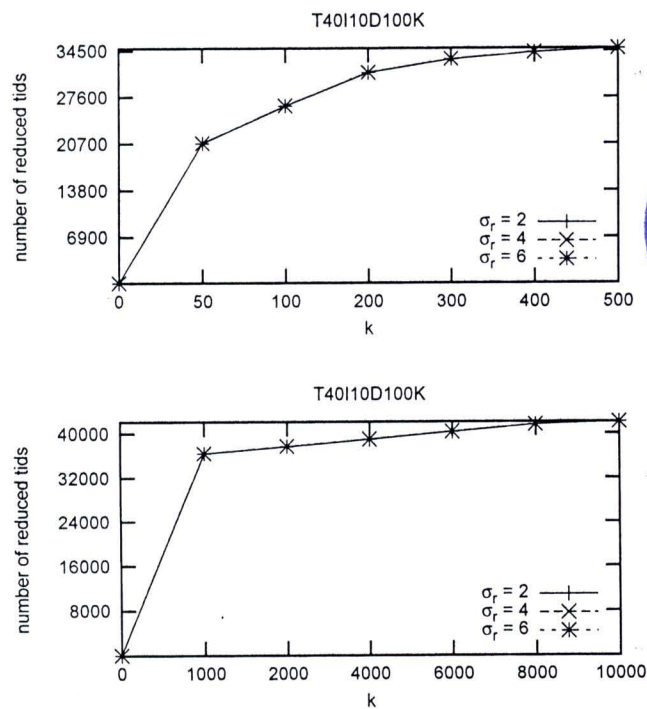 T40I10D100K
number of reduced tids
34500
27600
20700
13800
6900
σr = 2
σr = 4
σr = 6
0 50 100 200 300 400 500
k
T40I10D100K
number of reduced tids
40000
32000
24000
16000
8000
σr = 2
σr = 4
σr = 6
0 1000 2000 4000 6000 8000 10000
k